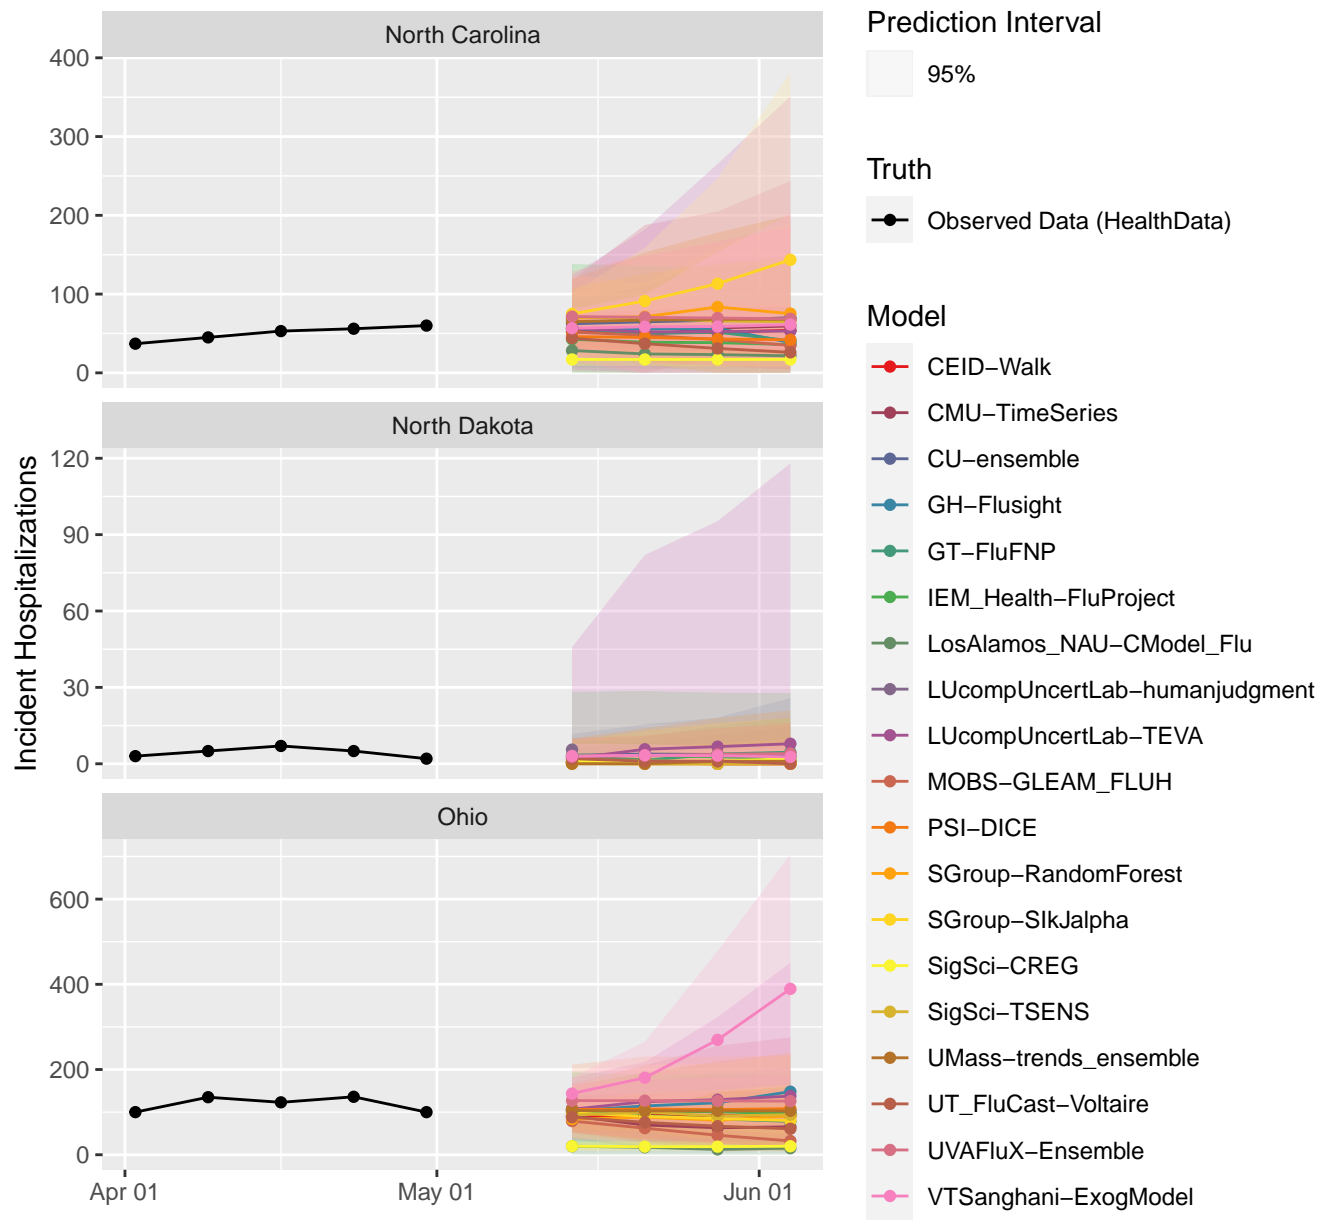 North Carolina
400
300
200
100
0
North Dakota
120
90
60
30
0
Ohio
600
400
200
0
Apr 01
May 01
Jun 01
Incident Hospitalizations
Prediction Interval
95%
Truth
Observed Data (HealthData)
Model
CEID−Walk
CMU−TimeSeries
CU−ensemble
GH−Flusight
GT−FluFNP
IEM_Health−FluProject
LosAlamos_NAU−CModel_Flu
LUcompUncertLab−humanjudgment
LUcompUncertLab−TEVA
MOBS−GLEAM_FLUH
PSI−DICE
SGroup−RandomForest
SGroup−SIkJalpha
SigSci−CREG
SigSci−TSENS
UMass−trends_ensemble
UT_FluCast−Voltaire
UVAFluX−Ensemble
VTSanghani−ExogModel